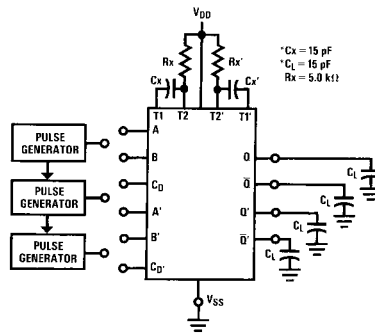 VDD
Rx
Rx'
Cx
Cx'
*Cx = 15 pF
*CL = 15 pF
Rx = 5.0 kΩ
T1
T2
T2'
T1'
PULSE
GENERATOR
PULSE
GENERATOR
PULSE
GENERATOR
A
B
CD
A'
B'
CD'
Q
Q̅
Q'
Q̅'
CL
CL
CL
CL
VSS